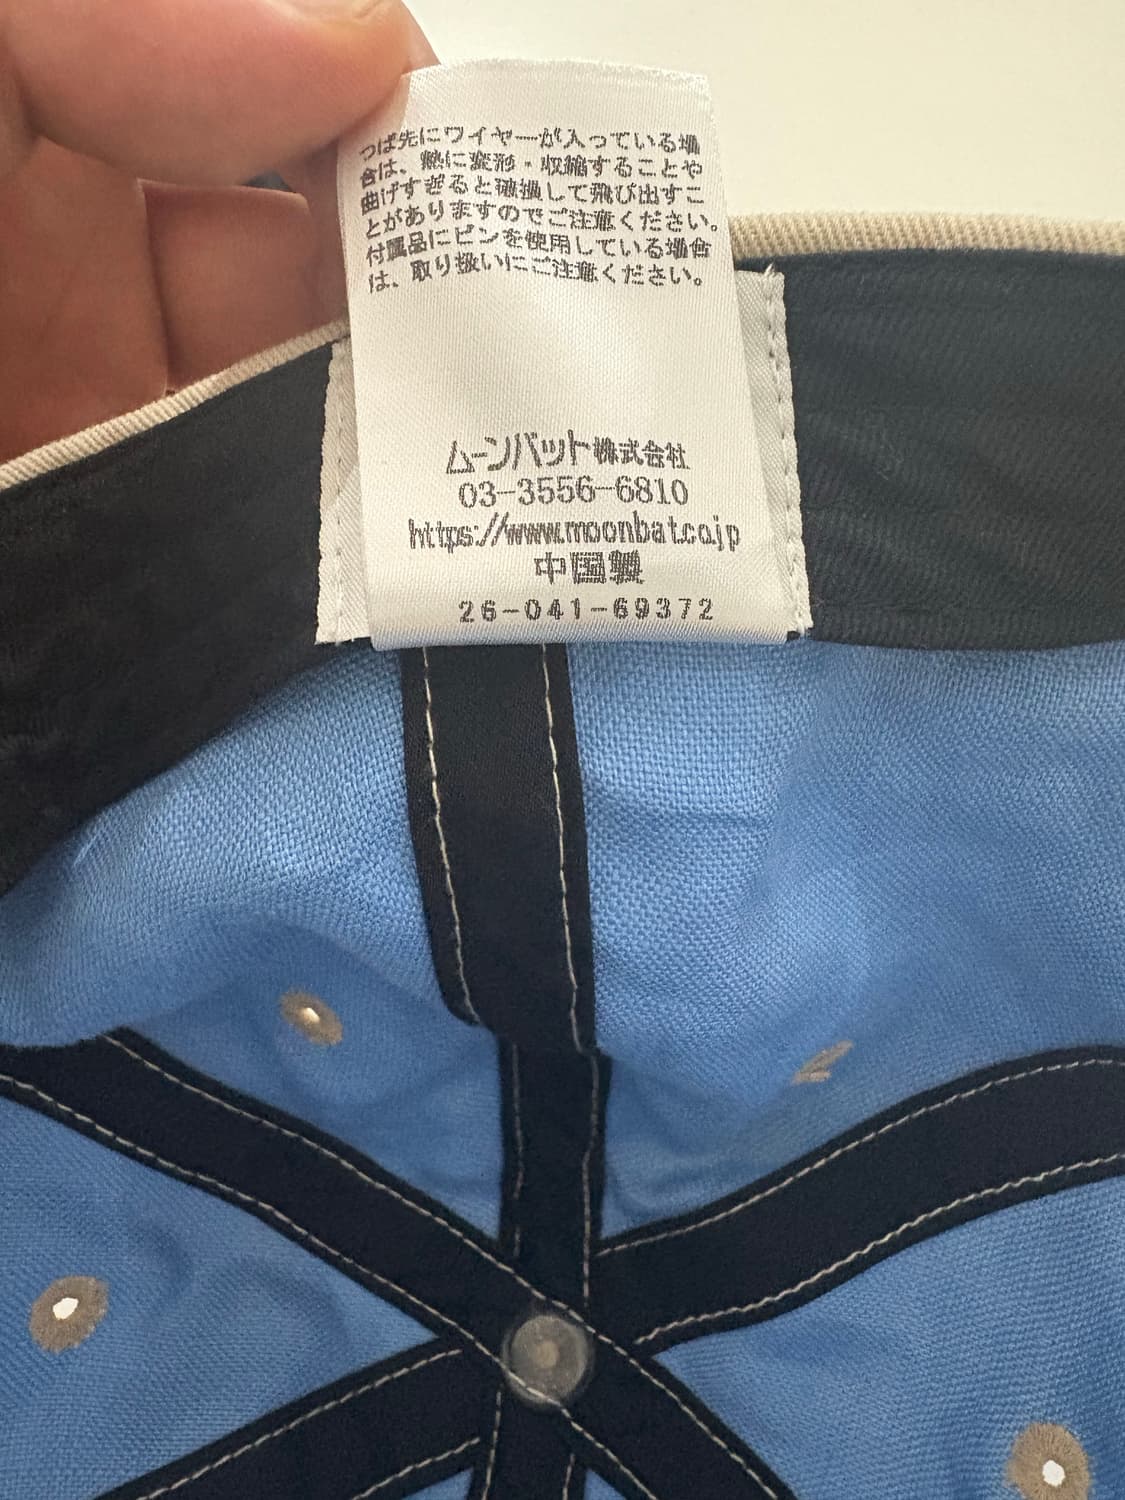 つば先にワイヤーが入っている場
合は、熱に変形・収縮することや
曲げすぎると破損して飛び出すこ
とがありますのでご注意ください。
付属品にピンを使用している場合
は、取り扱いにご注意ください。
ムーンバット株式会社
03-3556-6810
https://www.moonbat.co.jp
中国製
26-041-69372